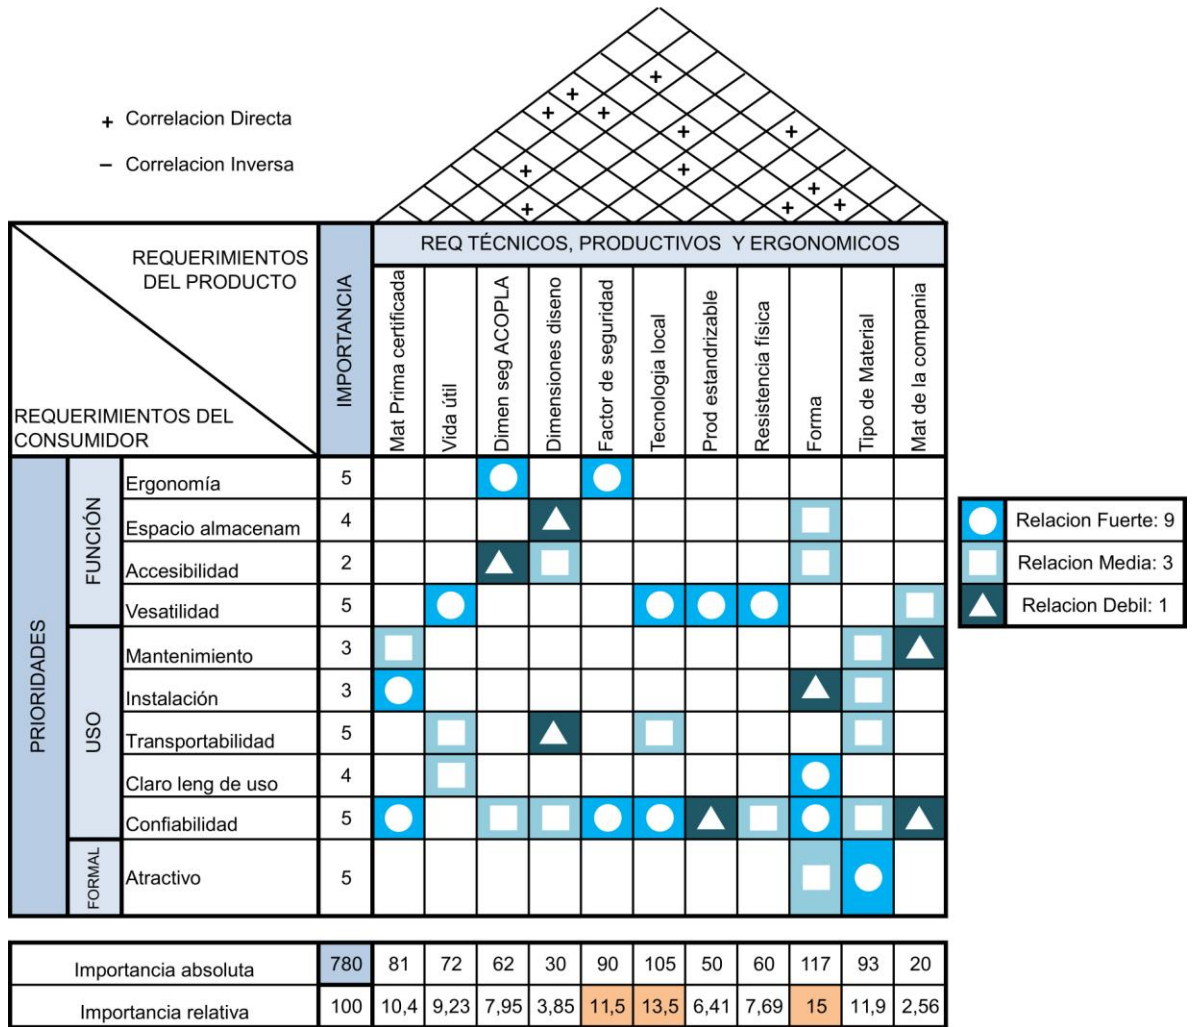 + Correlacion Directa
− Correlacion Inversa
REQUERIMIENTOS
DEL PRODUCTO
REQUERIMIENTOS DEL
CONSUMIDOR
IMPORTANCIA
REQ TÉCNICOS, PRODUCTIVOS Y ERGONOMICOS
Mat Prima certificada
Vida útil
Dimen seg ACOPLA
Dimensiones diseno
Factor de seguridad
Tecnologia local
Prod estandrizable
Resistencia física
Forma
Tipo de Material
Mat de la compania
PRIORIDADES
FUNCIÓN
Ergonomía 5
Espacio almacenam 4
Accesibilidad 2
Vesatilidad 5
USO
Mantenimiento 3
Instalación 3
Transportabilidad 5
Claro leng de uso 4
Confiabilidad 5
FORMAL
Atractivo 5
Relacion Fuerte: 9
Relacion Media: 3
Relacion Debil: 1
Importancia absoluta 780 81 72 62 30 90 105 50 60 117 93 20
Importancia relativa 100 10,4 9,23 7,95 3,85 11,5 13,5 6,41 7,69 15 11,9 2,56